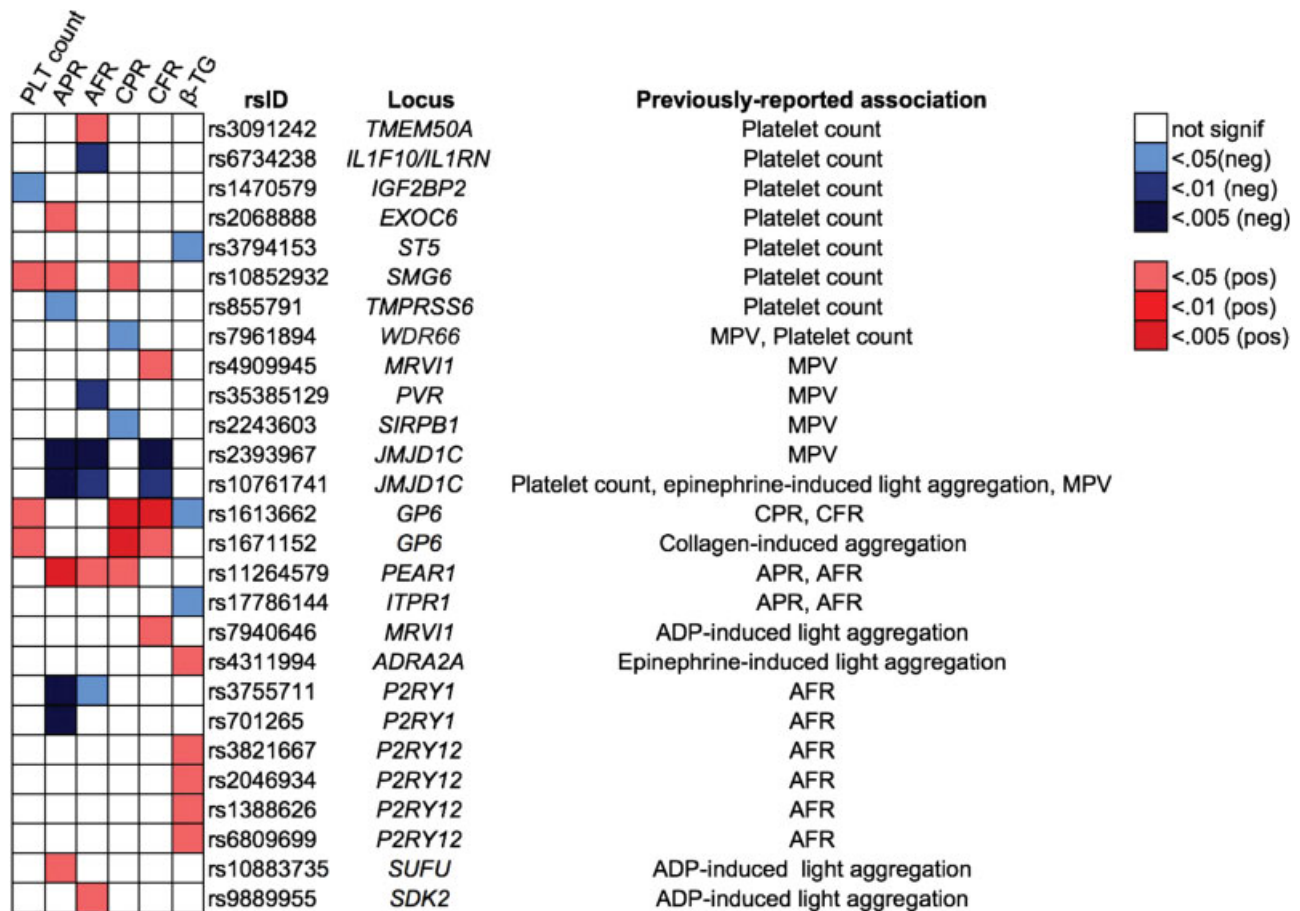 PLT count APR AFR CPR CFR β-TG rsID Locus Previously-reported association
rs3091242 TMEM50A Platelet count
rs6734238 IL1F10/IL1RN Platelet count
rs1470579 IGF2BP2 Platelet count
rs2068888 EXOC6 Platelet count
rs3794153 ST5 Platelet count
rs10852932 SMG6 Platelet count
rs855791 TMPRSS6 Platelet count
rs7961894 WDR66 MPV, Platelet count
rs4909945 MRVI1 MPV
rs35385129 PVR MPV
rs2243603 SIRPB1 MPV
rs2393967 JMJD1C MPV
rs10761741 JMJD1C Platelet count, epinephrine-induced light aggregation, MPV
rs1613662 GP6 CPR, CFR
rs1671152 GP6 Collagen-induced aggregation
rs11264579 PEAR1 APR, AFR
rs17786144 ITPR1 APR, AFR
rs7940646 MRVI1 ADP-induced light aggregation
rs4311994 ADRA2A Epinephrine-induced light aggregation
rs3755711 P2RY1 AFR
rs701265 P2RY1 AFR
rs3821667 P2RY12 AFR
rs2046934 P2RY12 AFR
rs1388626 P2RY12 AFR
rs6809699 P2RY12 AFR
rs10883735 SUFU ADP-induced light aggregation
rs9889955 SDK2 ADP-induced light aggregation
not signif
<.05(neg)
<.01 (neg)
<.005 (neg)
<.05 (pos)
<.01 (pos)
<.005 (pos)